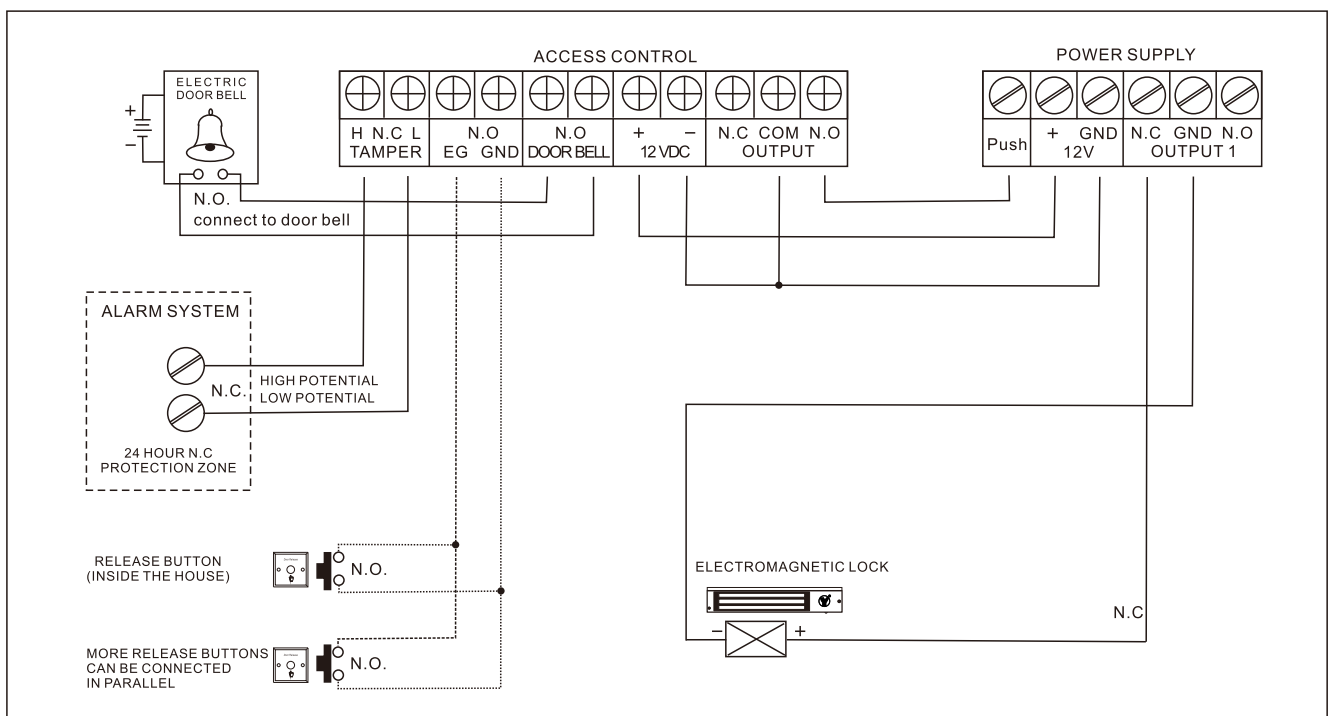 ACCESS CONTROL
POWER SUPPLY
ELECTRIC
DOOR BELL
+
−
H N.C L
TAMPER
N.O
EG GND
N.O
DOOR BELL
+ −
12 VDC
N.C COM N.O
OUTPUT
Push
+ GND
12V
N.C GND N.O
OUTPUT 1
N.O.
connect to door bell
ALARM SYSTEM
N.C.
HIGH POTENTIAL
LOW POTENTIAL
24 HOUR N.C
PROTECTION ZONE
RELEASE BUTTON
(INSIDE THE HOUSE)
N.O.
MORE RELEASE BUTTONS
CAN BE CONNECTED
IN PARALLEL
N.O.
ELECTROMAGNETIC LOCK
− +
N.C